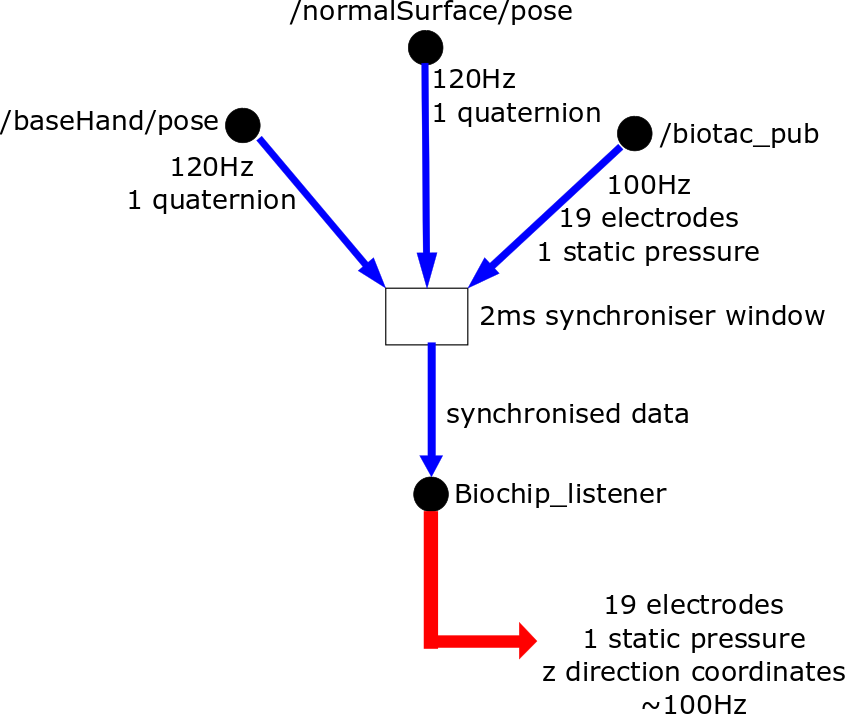 /normalSurface/pose
120Hz
1 quaternion
/baseHand/pose
120Hz
1 quaternion
/biotac_pub
100Hz
19 electrodes
1 static pressure
2ms synchroniser window
synchronised data
Biochip_listener
19 electrodes
1 static pressure
z direction coordinates
~100Hz